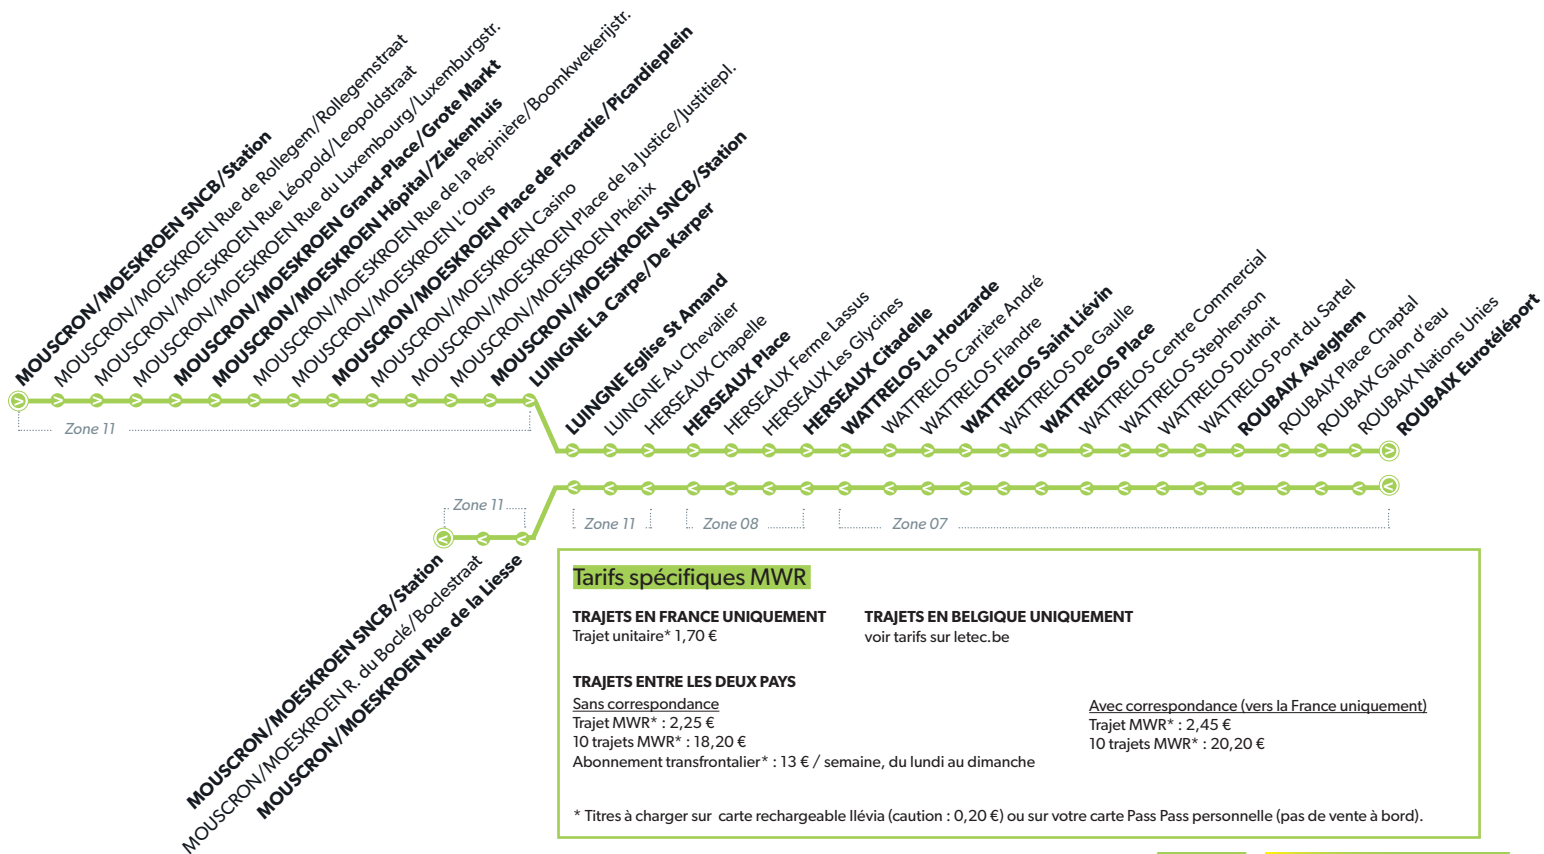 MOUSCRON/MOESKROEN SNCB/Station
MOUSCRON/MOESKROEN Rue de Rollegem/Rollegemstraat
MOUSCRON/MOESKROEN Rue Léopold/Leopoldstraat
MOUSCRON/MOESKROEN Rue du Luxembourg/Luxemburgstr.
MOUSCRON/MOESKROEN Grand-Place/Grote Markt
MOUSCRON/MOESKROEN Hôpital/Ziekenhuis
MOUSCRON/MOESKROEN Rue de la Pépinière/Boomkwekerijstr.
MOUSCRON/MOESKROEN L'Ours
MOUSCRON/MOESKROEN Place de Picardie/Picardieplein
MOUSCRON/MOESKROEN Casino
MOUSCRON/MOESKROEN Place de la Justice/Justitiepl.
MOUSCRON/MOESKROEN Phénix
MOUSCRON/MOESKROEN SNCB/Station
LUINGNE La Carpe/De Karper
LUINGNE Eglise St Amand
LUINGNE Au Chevalier
HERSEAUX Chapelle
HERSEAUX Place
HERSEAUX Ferme Lassus
HERSEAUX Les Glycines
HERSEAUX Citadelle
WATTRELOS La Houzarde
WATTRELOS Carrière André
WATTRELOS Flandre
WATTRELOS Saint Liévin
WATTRELOS De Gaulle
WATTRELOS Place
WATTRELOS Centre Commercial
WATTRELOS Stephenson
WATTRELOS Duthoit
WATTRELOS Pont du Sartel
ROUBAIX Avelghem
ROUBAIX Place Chaptal
ROUBAIX Galon d'eau
ROUBAIX Nations Unies
ROUBAIX Eurotéléport
Zone 11
Zone 11
Zone 11
Zone 08
Zone 07
MOUSCRON/MOESKROEN SNCB/Station
MOUSCRON/MOESKROEN R. du Boclé/Boclestraat
MOUSCRON/MOESKROEN Rue de la Liesse
Tarifs spécifiques MWR
TRAJETS EN FRANCE UNIQUEMENT
Trajet unitaire* 1,70 €
TRAJETS EN BELGIQUE UNIQUEMENT
voir tarifs sur letec.be
TRAJETS ENTRE LES DEUX PAYS
Sans correspondance
Trajet MWR* : 2,25 €
10 trajets MWR* : 18,20 €
Abonnement transfrontalier* : 13 € / semaine, du lundi au dimanche
Avec correspondance (vers la France uniquement)
Trajet MWR* : 2,45 €
10 trajets MWR* : 20,20 €
* Titres à charger sur carte rechargeable Ilévia (caution : 0,20 €) ou sur votre carte Pass Pass personnelle (pas de vente à bord).